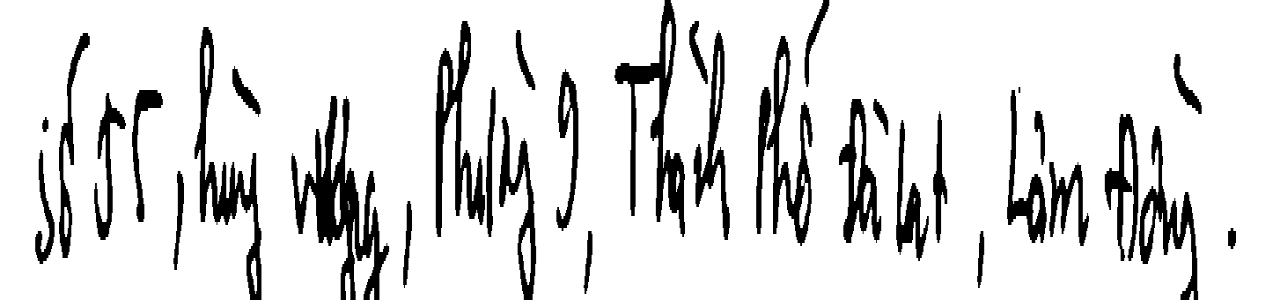 số 55, hùng vương, Phường 9, Thành Phố Đà Lạt, Lâm Đồng.